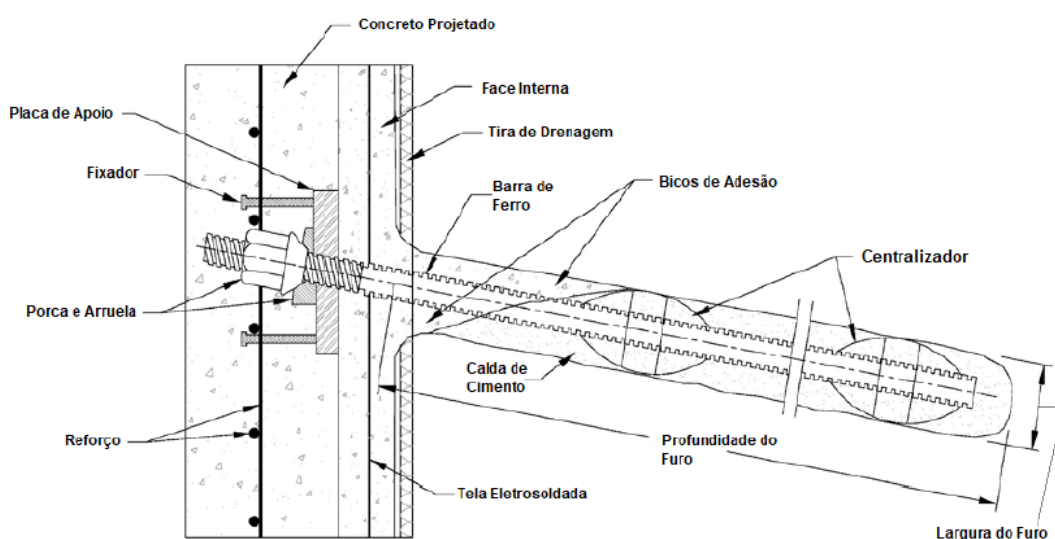 Concreto Projetado
Face Interna
Placa de Apoio
Tira de Drenagem
Fixador
Barra de
Ferro
Bicos de Adesão
Centralizador
Porca e Arruela
Calda de
Cimento
Reforço
Profundidade do
Furo
Tela Eletrosoldada
Largura do Furo